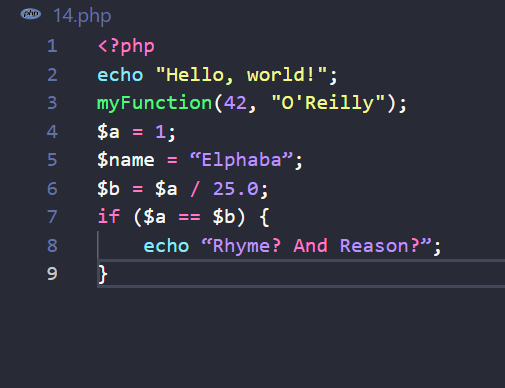 php 14.php
1 <?php
2 echo "Hello, world!";
3 myFunction(42, "O'Reilly");
4 $a = 1;
5 $name = “Elphaba”;
6 $b = $a / 25.0;
7 if ($a == $b) {
8     echo “Rhyme? And Reason?”;
9 }